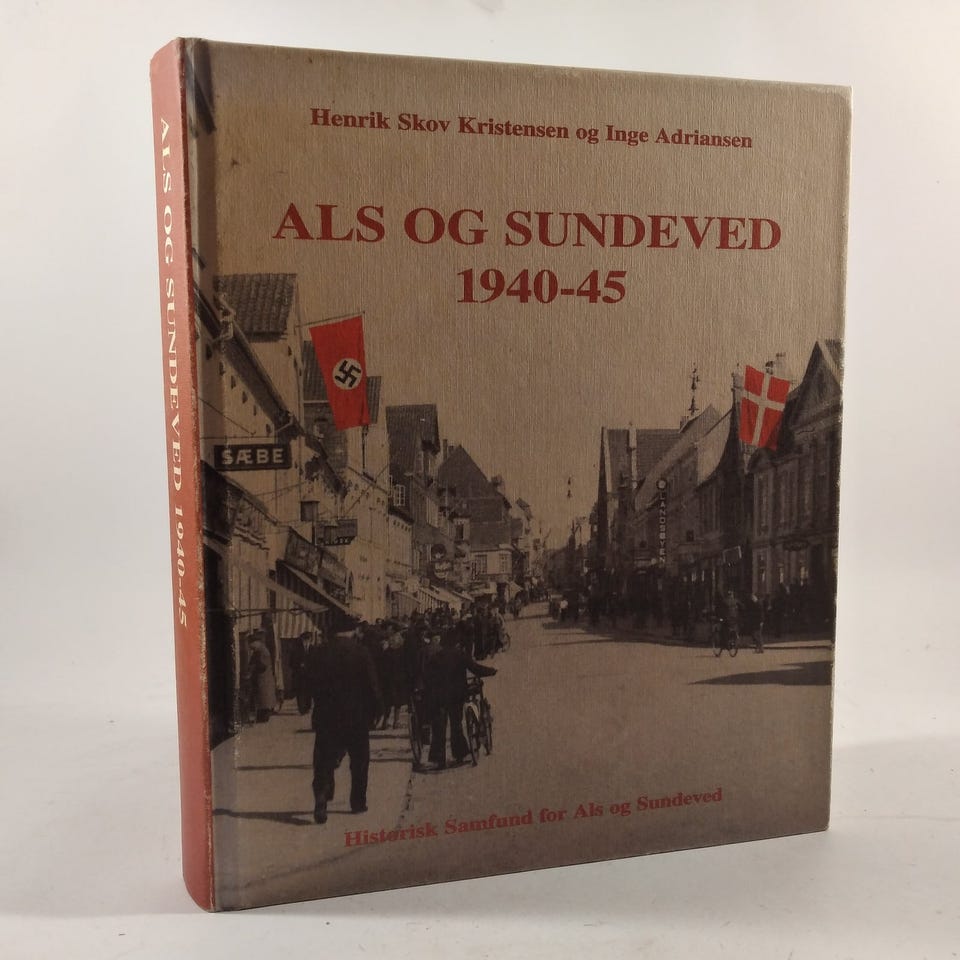 Henrik Skov Kristensen og Inge Adriansen
ALS OG SUNDEVED
1940-45
SÆBE
LANDSBYEN
Historisk Samfund for Als og Sundeved
ALS OG SUNDEVED 1940-45